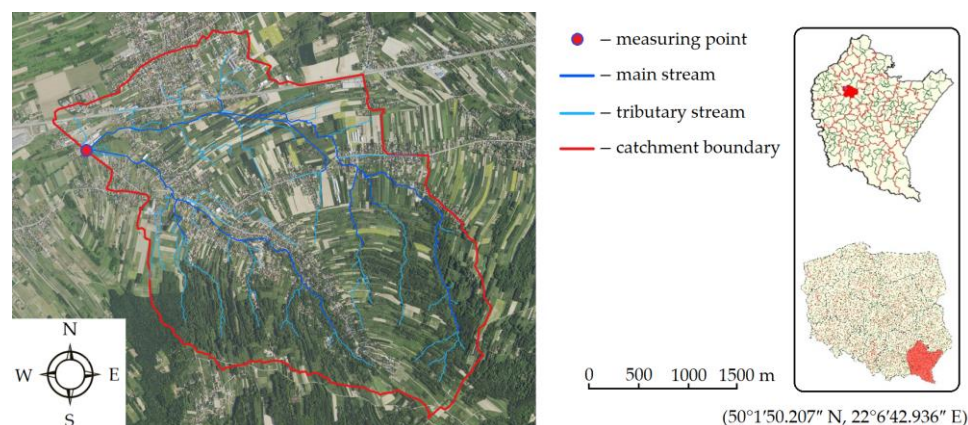 – measuring point
– main stream
– tributary stream
– catchment boundary
N
W E
S
0 500 1000 1500 m
(50°1′50.207″ N, 22°6′42.936″ E)